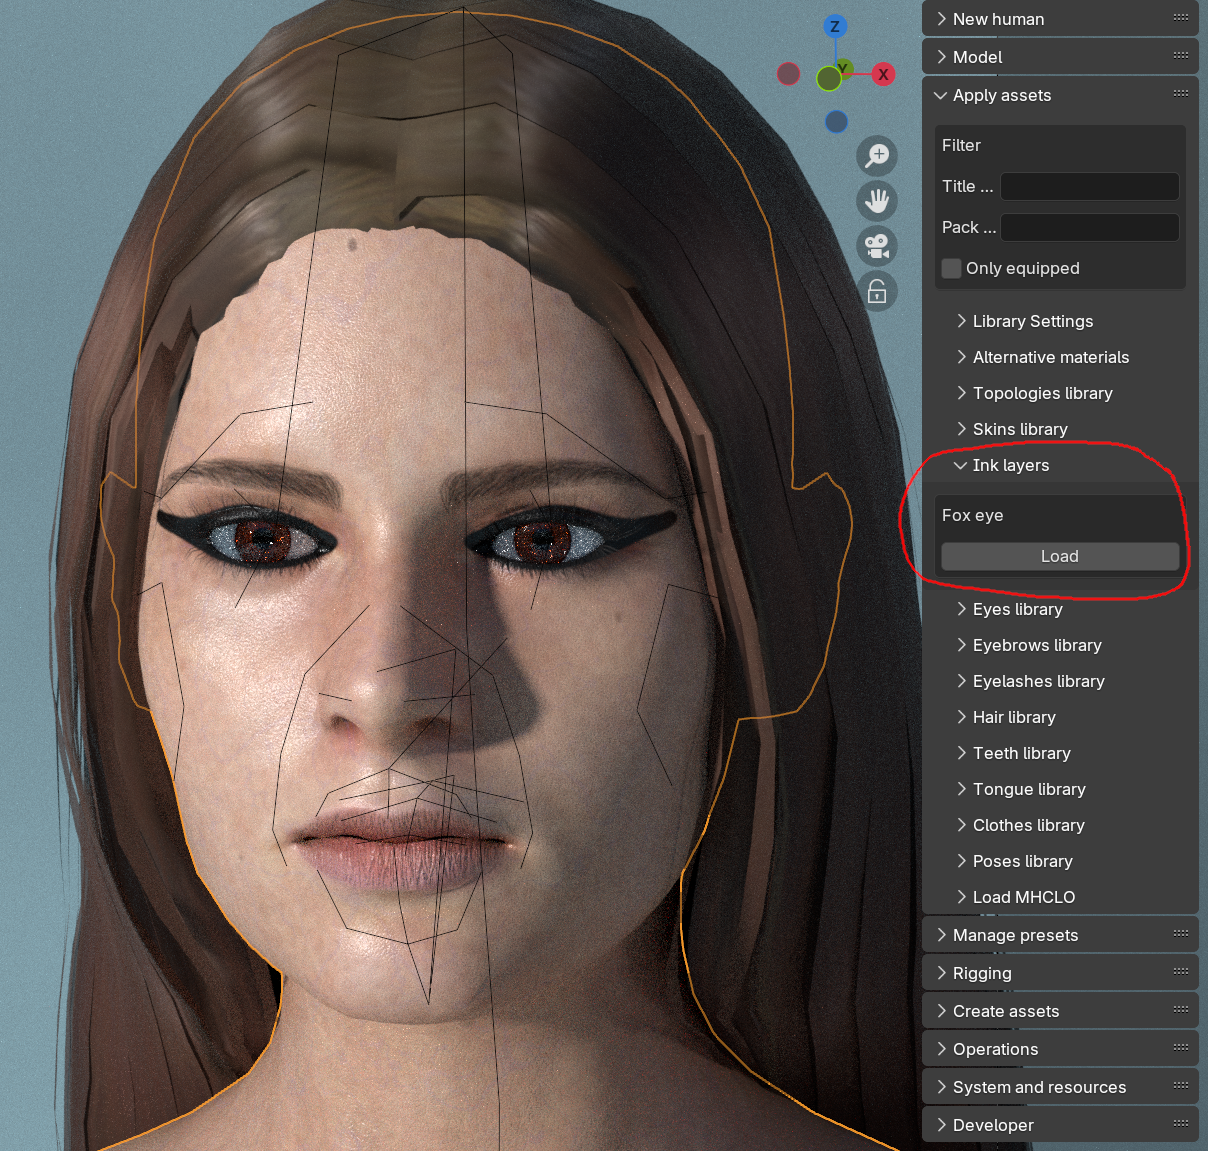 Z
Y
X
New human
Model
Apply assets
Filter
Title ...
Pack ...
Only equipped
Library Settings
Alternative materials
Topologies library
Skins library
Ink layers
Fox eye
Load
Eyes library
Eyebrows library
Eyelashes library
Hair library
Teeth library
Tongue library
Clothes library
Poses library
Load MHCLO
Manage presets
Rigging
Create assets
Operations
System and resources
Developer